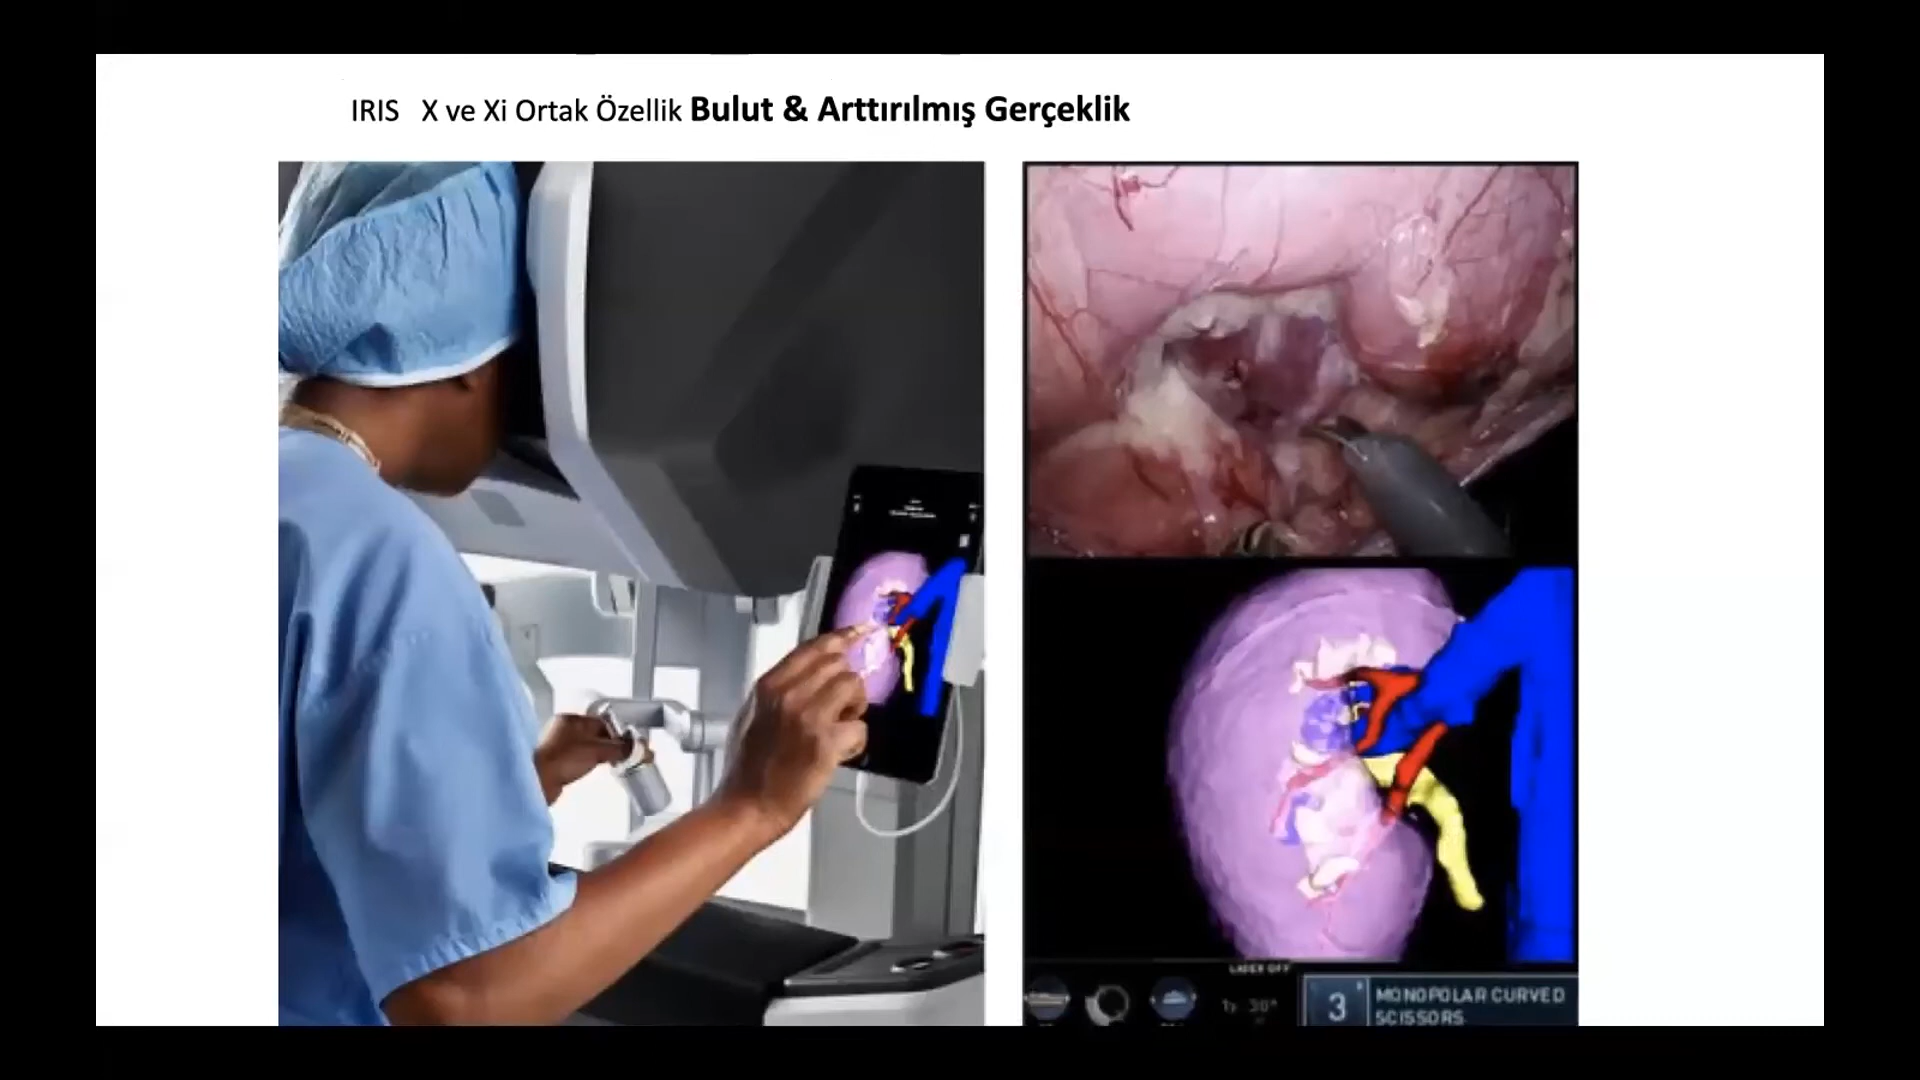 IRIS   X ve Xi Ortak Özellik Bulut & Arttırılmış Gerçeklik
LASER OFF
1x 30°
3
MONOPOLAR CURVED
SCISSORS